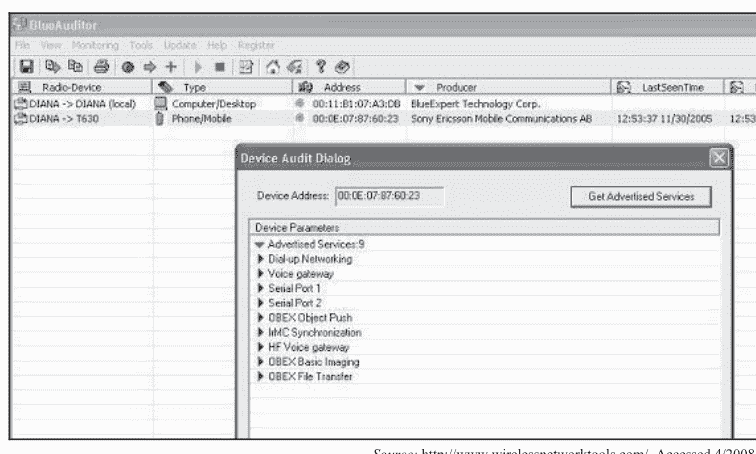 BlueAuditor
File View Monitoring Tools Update Help Register
Radio-Device Type Address Producer LastSeenTime
DIANA -> DIANA (local) Computer/Desktop 00:11:B1:07:A3:DB BlueExpert Technology Corp.
DIANA -> T630 Phone/Mobile 00:0E:07:87:60:23 Sony Ericsson Mobile Communications AB 12:53:37 11/30/2005 12:53
Device Audit Dialog
Device Address: 00:0E:07:87:60:23 Get Advertised Services
Device Parameters
Advertised Services:9
Dial-up Networking
Voice gateway
Serial Port 1
Serial Port 2
OBEX Object Push
IrMC Synchronization
HF Voice gateway
OBEX Basic Imaging
OBEX File Transfer
Source: http://www.wirelessnetworktools.com/. Accessed 4/2008